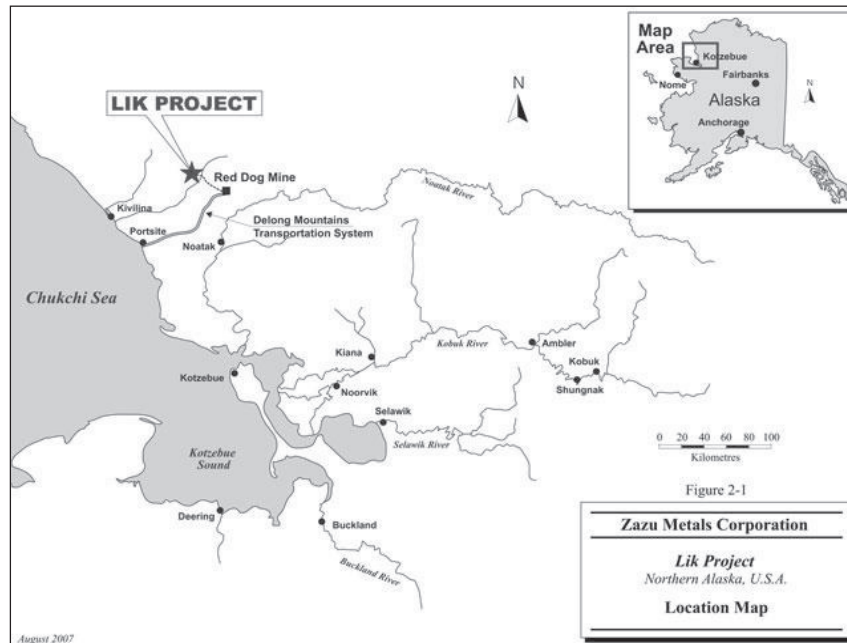 Map
Area
Kotzebue
Fairbanks
Nome
Alaska
N
Anchorage
N
LIK PROJECT
Red Dog Mine
Noatak River
Kivilina
Delong Mountains
Transportation System
Portsite
Noatak
Chukchi Sea
Kiana
Kobuk River
Ambler
Kobuk
Kotzebue
Noorvik
Shungnak
Selawik
Kotzebue
Sound
Selawik River
0 20 40 60 80 100
Kilometres
Figure 2-1
Deering
Buckland
Buckland River
Zazu Metals Corporation
Lik Project
Northern Alaska, U.S.A.
Location Map
August 2007